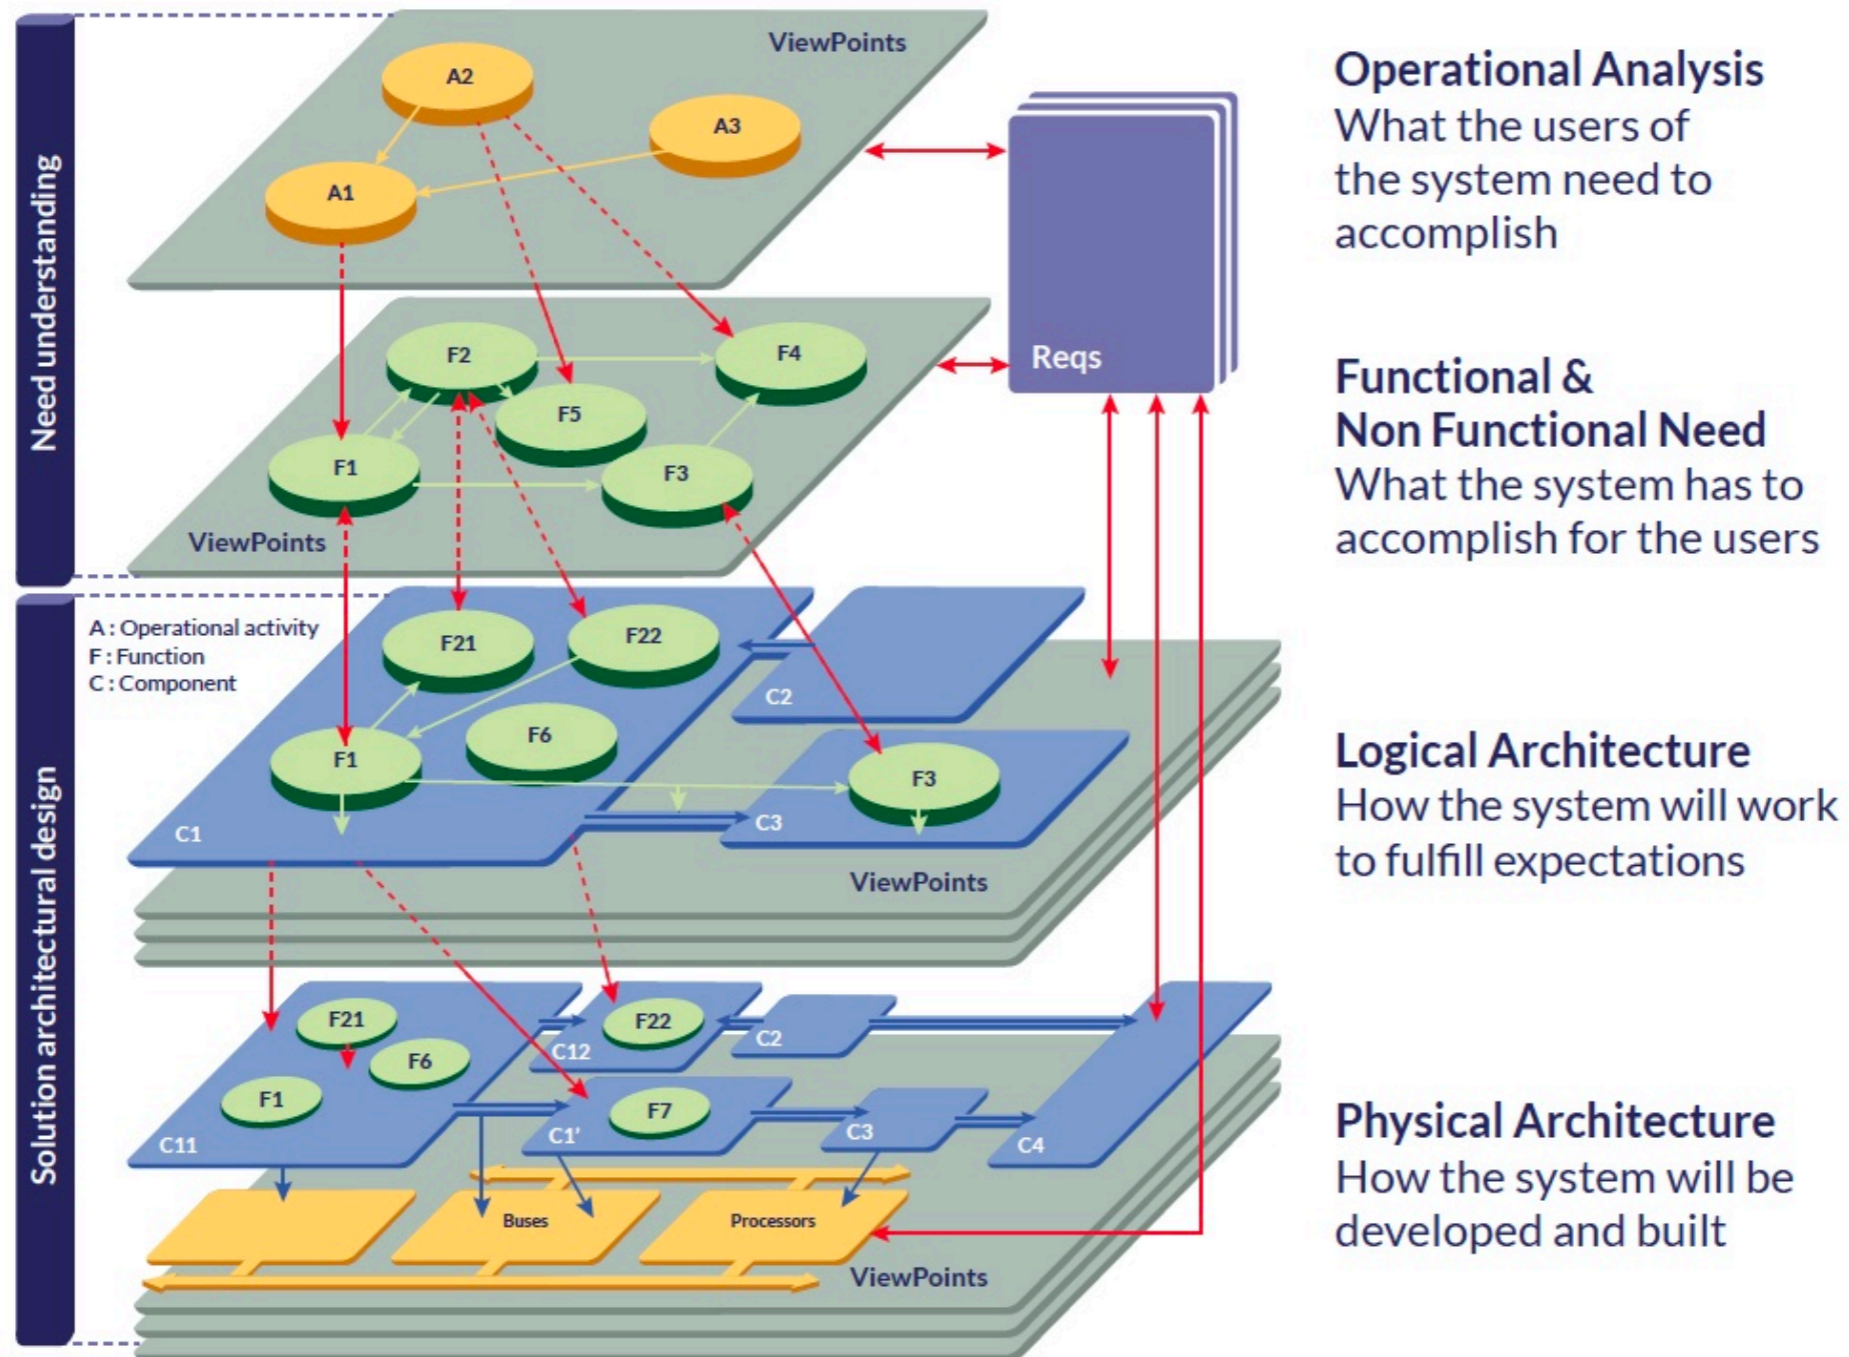 Need understanding
ViewPoints
A2
A3
A1
Reqs
F2
F4
F5
F1
F3
ViewPoints
Operational Analysis
What the users of
the system need to
accomplish
Functional &
Non Functional Need
What the system has to
accomplish for the users
Solution architectural design
A : Operational activity
F : Function
C : Component
F21
F22
C2
F6
F1
F3
C1
C3
ViewPoints
Logical Architecture
How the system will work
to fulfill expectations
F21
F22
C2
C12
F6
F1
F7
C11
C1'
C3
C4
Buses
Processors
ViewPoints
Physical Architecture
How the system will be
developed and built